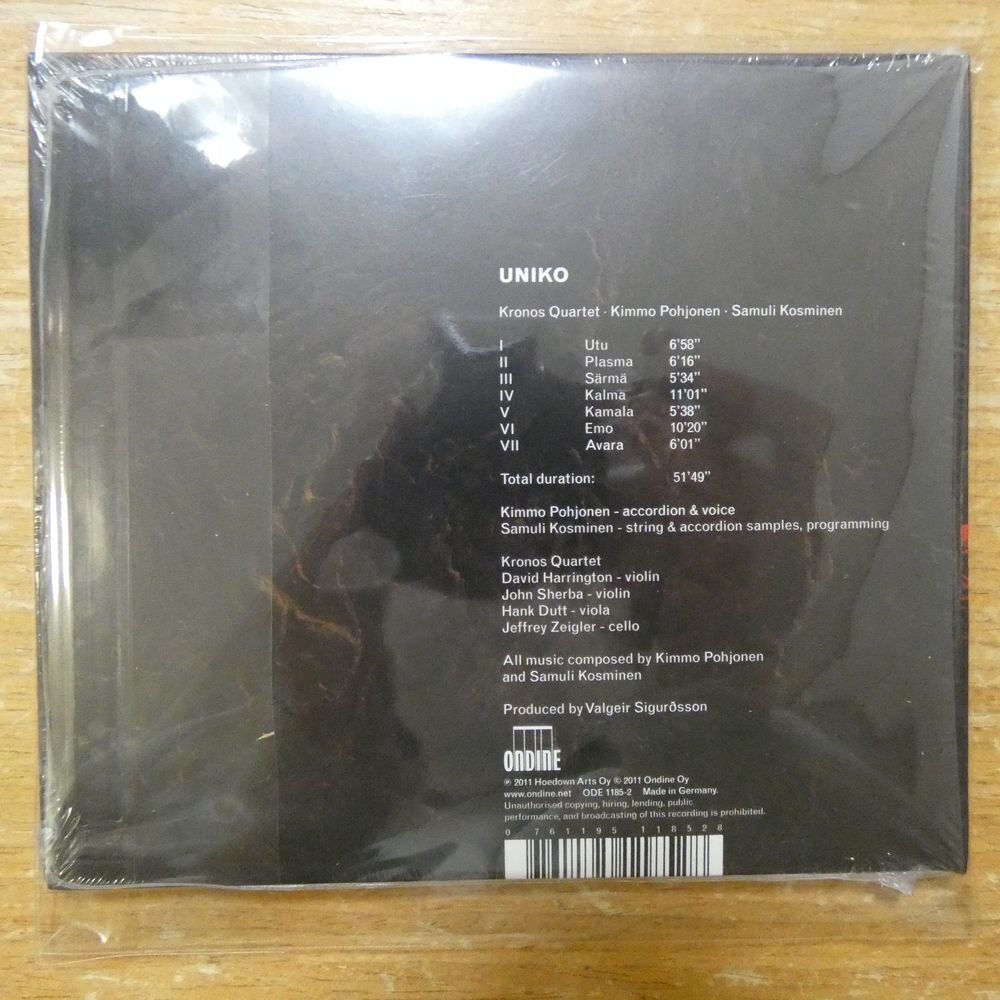 UNIKO
Kronos Quartet · Kimmo Pohjonen · Samuli Kosminen
I Utu 6'58"
II Plasma 6'16"
III Särmä 5'34"
IV Kalma 11'01"
V Kamala 5'38"
VI Emo 10'20"
VII Avara 6'01"
Total duration: 51'49"
Kimmo Pohjonen - accordion & voice
Samuli Kosminen - string & accordion samples, programming
Kronos Quartet
David Harrington - violin
John Sherba - violin
Hank Dutt - viola
Jeffrey Zeigler - cello
All music composed by Kimmo Pohjonen
and Samuli Kosminen
Produced by Valgeir Sigurðsson
ONDINE
℗ 2011 Hoedown Arts Oy © 2011 Ondine Oy
www.ondine.net ODE 1185-2 Made in Germany.
Unauthorised copying, hiring, lending, public
performance, and broadcasting of this recording is prohibited.
0 761195 118528